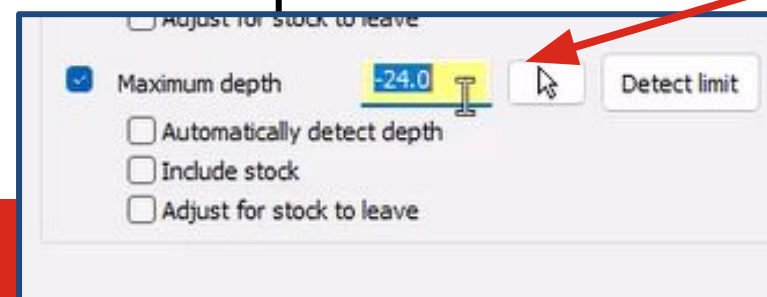 Adjust for stock to leave
Maximum depth -24.0 Detect limit
Automatically detect depth
Include stock
Adjust for stock to leave